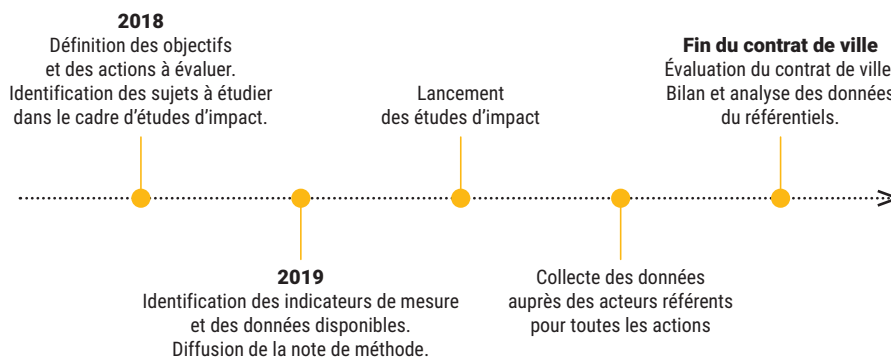 2018
Définition des objectifs
et des actions à évaluer.
Identification des sujets à étudier
dans le cadre d'études d'impact.
2019
Identification des indicateurs de mesure
et des données disponibles.
Diffusion de la note de méthode.
Lancement
des études d'impact
Collecte des données
auprès des acteurs référents
pour toutes les actions
Fin du contrat de ville
Évaluation du contrat de ville
Bilan et analyse des données
du référentiels.